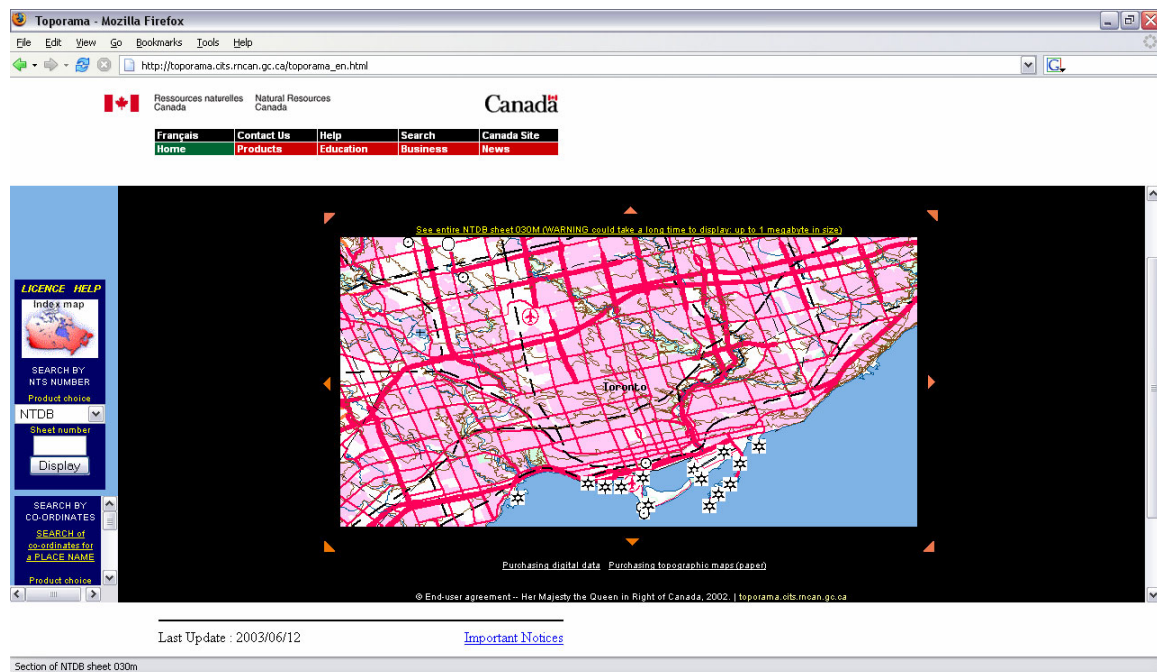 Toporama - Mozilla Firefox
File Edit View Go Bookmarks Tools Help
http://toporama.cits.rncan.gc.ca/toporama_en.html
G
Ressources naturelles Natural Resources
Canada Canada
Canada
Français Contact Us Help Search Canada Site
Home Products Education Business News
See entire NTDB sheet 030M (WARNING could take a long time to display: up to 1 megabyte in size)
LICENCE HELP
Index map
SEARCH BY
NTS NUMBER
Product choice
NTDB
Sheet number
Display
SEARCH BY
CO-ORDINATES
SEARCH of
co-ordinates for
a PLACE NAME
Product choice
Toronto
Purchasing digital data Purchasing topographic maps (paper)
© End-user agreement -- Her Majesty the Queen in Right of Canada, 2002. | toporama.cits.rncan.gc.ca
Last Update : 2003/06/12 Important Notices
Section of NTDB sheet 030m